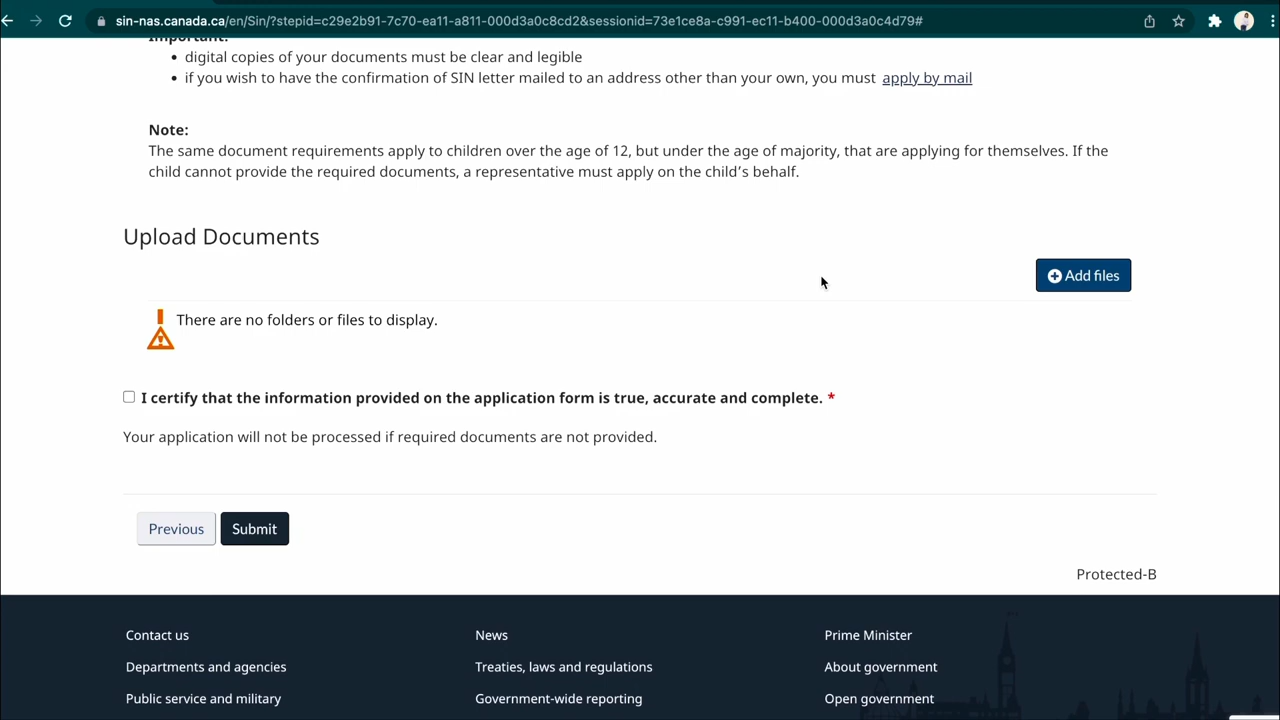 sin-nas.canada.ca/en/Sin/?stepid=c29e2b91-7c70-ea11-a811-000d3a0c8cd2&sessionid=73e1ce8a-c991-ec11-b400-000d3a0c4d79#
Important:
digital copies of your documents must be clear and legible
if you wish to have the confirmation of SIN letter mailed to an address other than your own, you must apply by mail
Note:
The same document requirements apply to children over the age of 12, but under the age of majority, that are applying for themselves. If the
child cannot provide the required documents, a representative must apply on the child's behalf.
Upload Documents
Add files
There are no folders or files to display.
I certify that the information provided on the application form is true, accurate and complete. *
Your application will not be processed if required documents are not provided.
Previous Submit
Protected-B
Contact us News Prime Minister
Departments and agencies Treaties, laws and regulations About government
Public service and military Government-wide reporting Open government